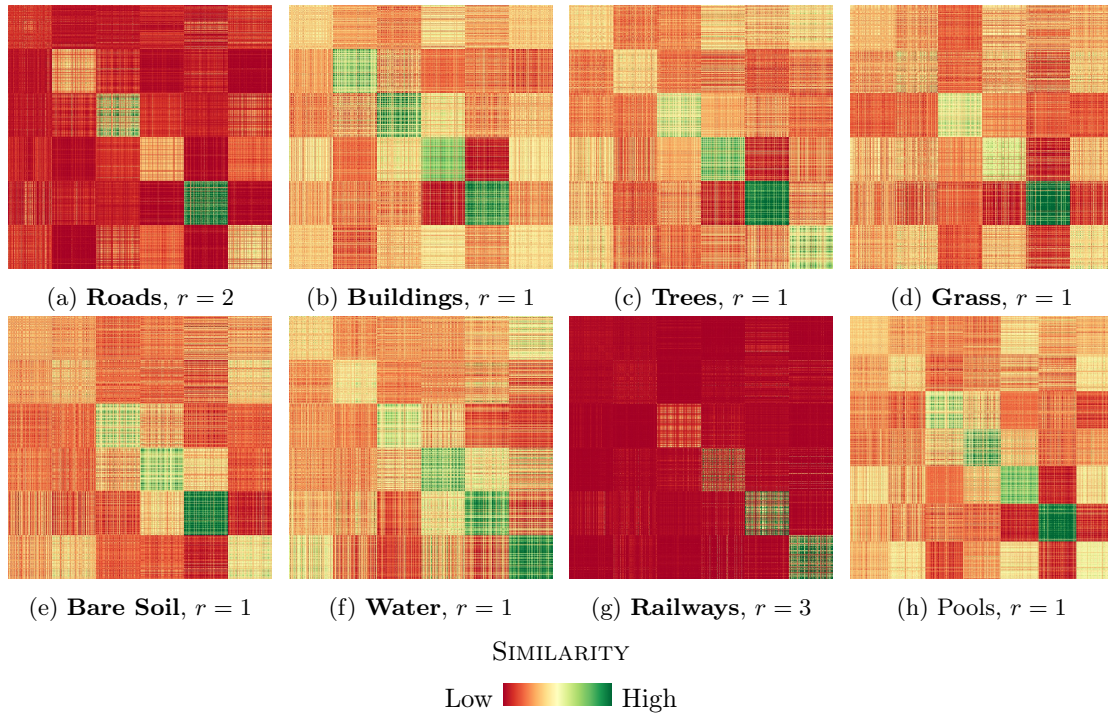 (a) Roads, r = 2
(b) Buildings, r = 1
(c) Trees, r = 1
(d) Grass, r = 1
(e) Bare Soil, r = 1
(f) Water, r = 1
(g) Railways, r = 3
(h) Pools, r = 1
SIMILARITY
Low High